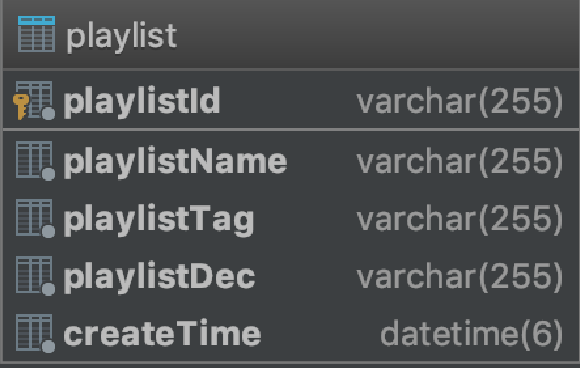 playlist
playlistId varchar(255)
playlistName varchar(255)
playlistTag varchar(255)
playlistDec varchar(255)
createTime datetime(6)